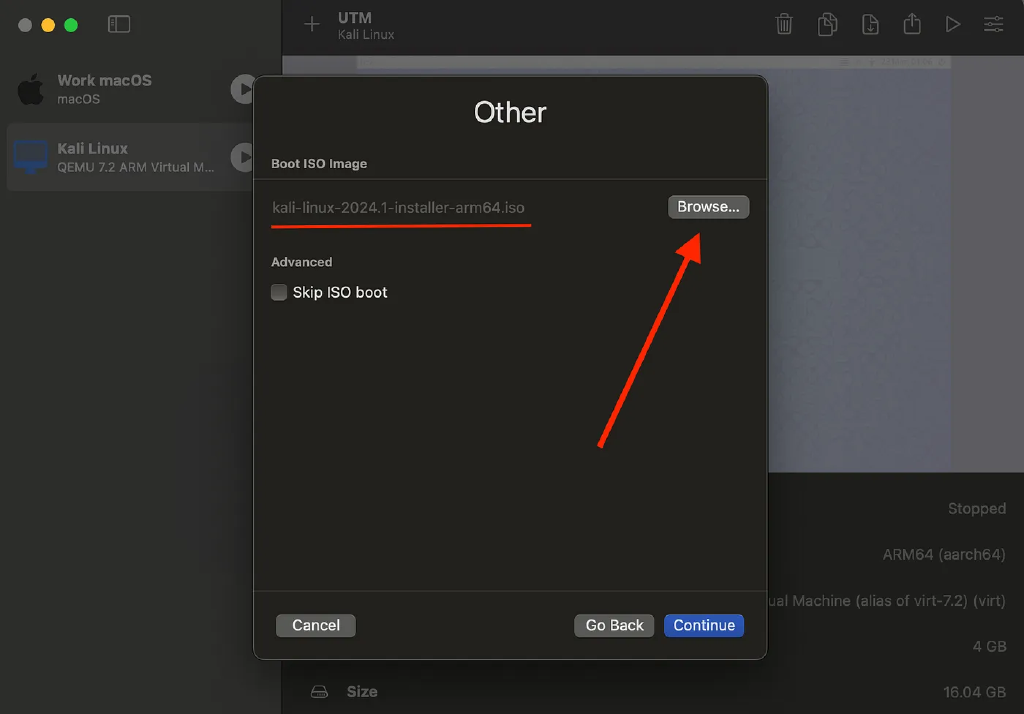 UTM
Kali Linux
Work macOS
macOS
Kali Linux
QEMU 7.2 ARM Virtual M...
Other
Boot ISO Image
kali-linux-2024.1-installer-arm64.iso
Browse...
Advanced
Skip ISO boot
Cancel
Go Back
Continue
Stopped
ARM64 (aarch64)
ual Machine (alias of virt-7.2) (virt)
4 GB
Size
16.04 GB